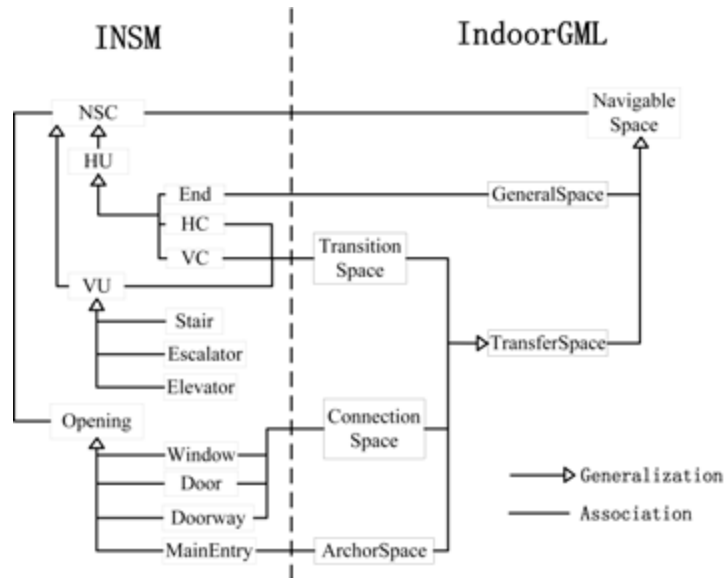 INSM
IndoorGML
NSC
Navigable
Space
HU
End
GeneralSpace
HC
Transition
Space
VC
VU
Stair
TransferSpace
Escalator
Elevator
Opening
Connection
Space
Window
Door
Doorway
MainEntry
ArchorSpace
Generalization
Association